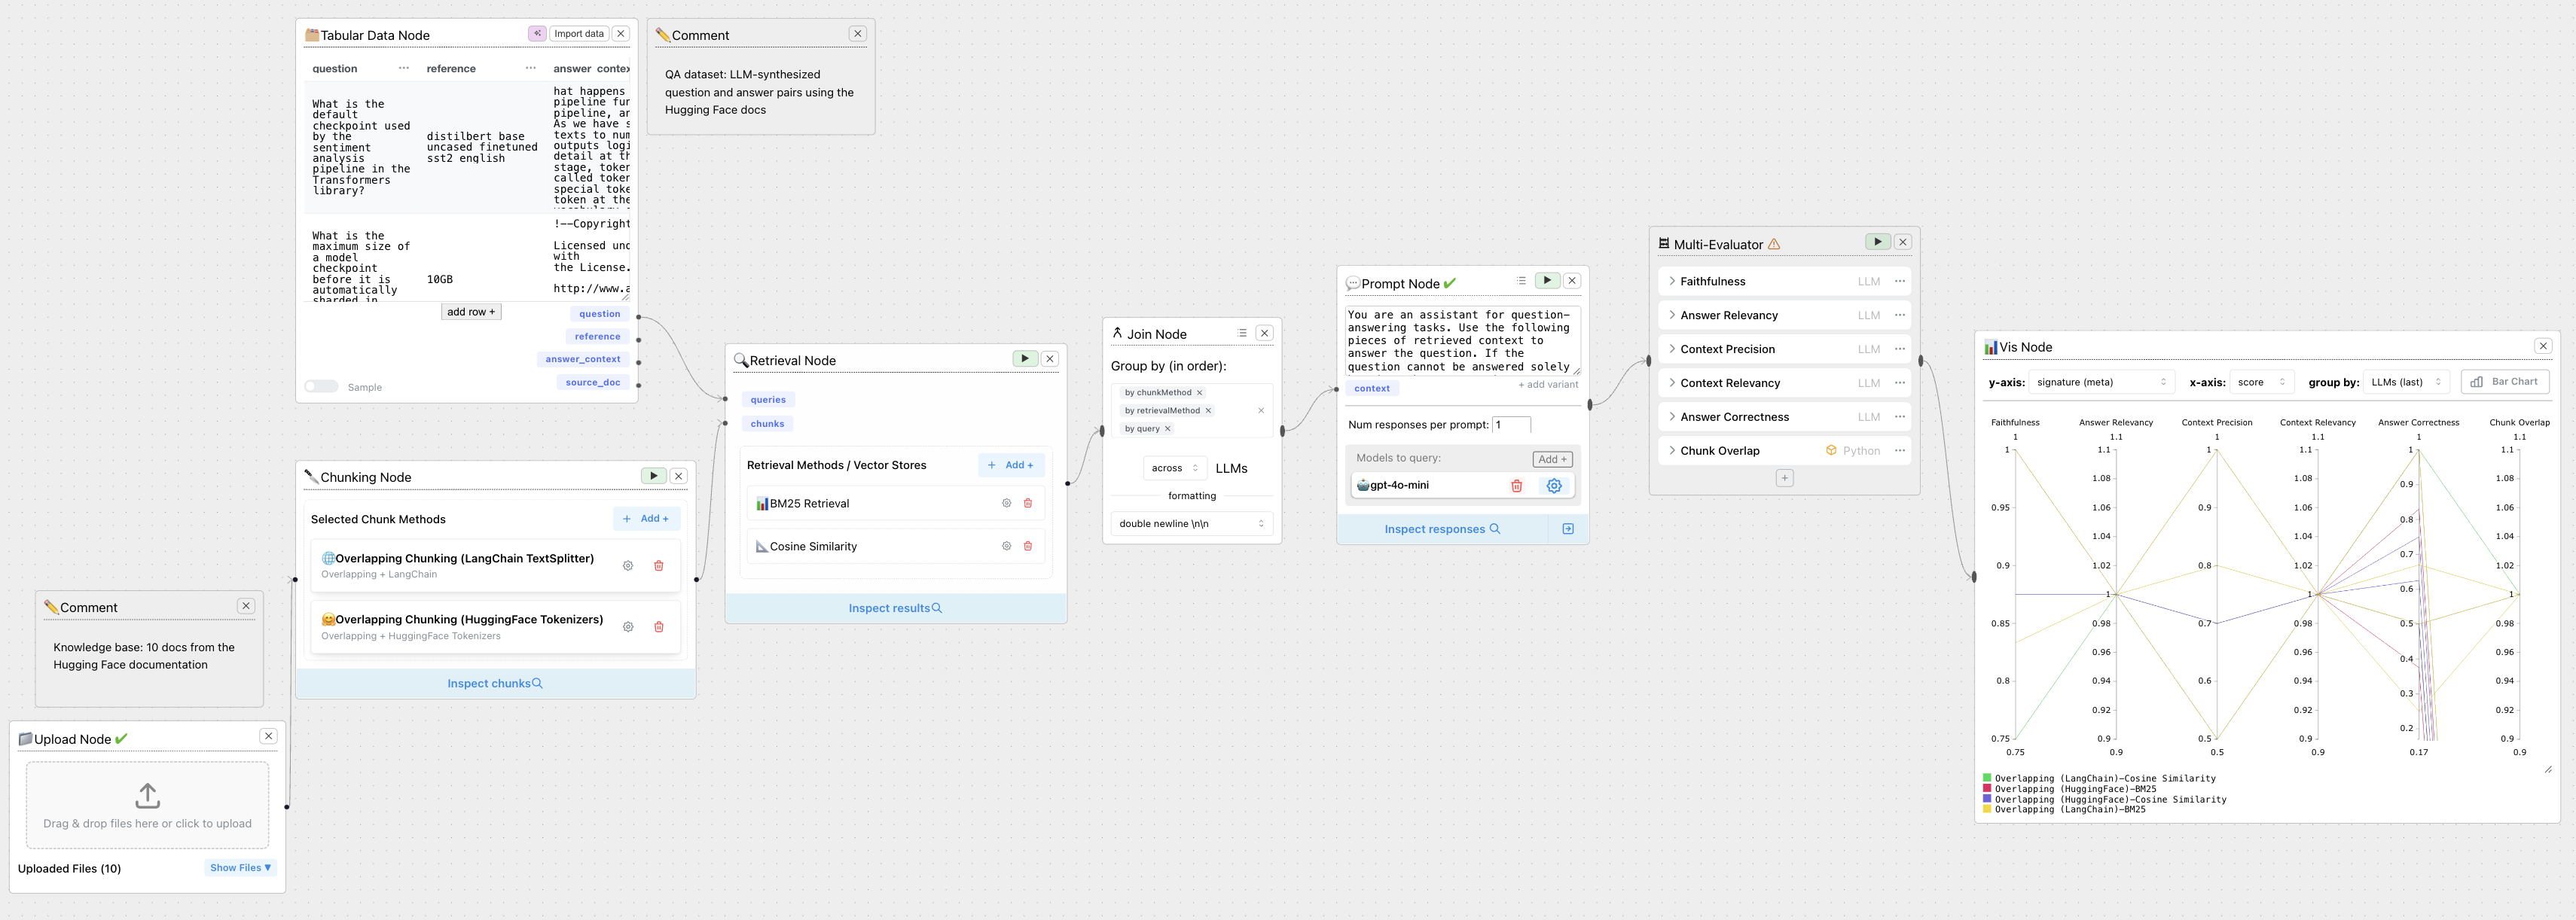 Tabular Data Node
Import data
question
reference
answer_contex
What is the
default
checkpoint used
by the
sentiment
analysis
pipeline in the
Transformers
library?
distilbert base
uncased finetuned
sst2 english
hat happens
pipeline fun
pipeline, an
As we have s
texts to num
outputs logi
detail at th
stage, token
called token
special toke
token at the
What is the
maximum size of
a model
checkpoint
before it is
automatically
sharded in
10GB
!--Copyright
Licensed und
with
the License.
http://www.a
add row +
question
reference
answer_context
source_doc
Sample
Comment
QA dataset: LLM-synthesized
question and answer pairs using the
Hugging Face docs
Comment
Knowledge base: 10 docs from the
Hugging Face documentation
Upload Node
Drag & drop files here or click to upload
Uploaded Files (10)
Show Files ▼
Chunking Node
Selected Chunk Methods
+ Add +
Overlapping Chunking (LangChain TextSplitter)
Overlapping + LangChain
Overlapping Chunking (HuggingFace Tokenizers)
Overlapping + HuggingFace Tokenizers
Inspect chunks
Retrieval Node
queries
chunks
Retrieval Methods / Vector Stores
+ Add +
BM25 Retrieval
Cosine Similarity
Inspect results
Join Node
Group by (in order):
by chunkMethod ×
by retrievalMethod ×
by query ×
across
LLMs
formatting
double newline \n\n
Prompt Node
You are an assistant for question-
answering tasks. Use the following
pieces of retrieved context to
answer the question. If the
question cannot be answered solely
context
+ add variant
Num responses per prompt: 1
Models to query:
Add +
gpt-4o-mini
Inspect responses
Multi-Evaluator
Faithfulness LLM
Answer Relevancy LLM
Context Precision LLM
Context Relevancy LLM
Answer Correctness LLM
Chunk Overlap Python
+
Vis Node
y-axis: signature (meta) x-axis: score group by: LLMs (last) Bar Chart
Faithfulness
1
1
0.95
0.9
0.85
0.8
0.75
0.75
Answer Relevancy
1.1
1.1
1.08
1.06
1.04
1.02
1
0.98
0.96
0.94
0.92
0.9
0.9
Context Precision
1
1
0.9
0.8
0.7
0.6
0.5
0.5
Context Relevancy
1.1
1.1
1.08
1.06
1.04
1.02
1
0.98
0.96
0.94
0.92
0.9
0.9
Answer Correctness
1
1
0.9
0.8
0.7
0.6
0.5
0.4
0.3
0.2
0.17
Chunk Overlap
1.1
1.1
1.08
1.06
1.04
1.02
1
0.98
0.96
0.94
0.92
0.9
0.9
Overlapping (LangChain)-Cosine Similarity
Overlapping (HuggingFace)-BM25
Overlapping (HuggingFace)-Cosine Similarity
Overlapping (LangChain)-BM25